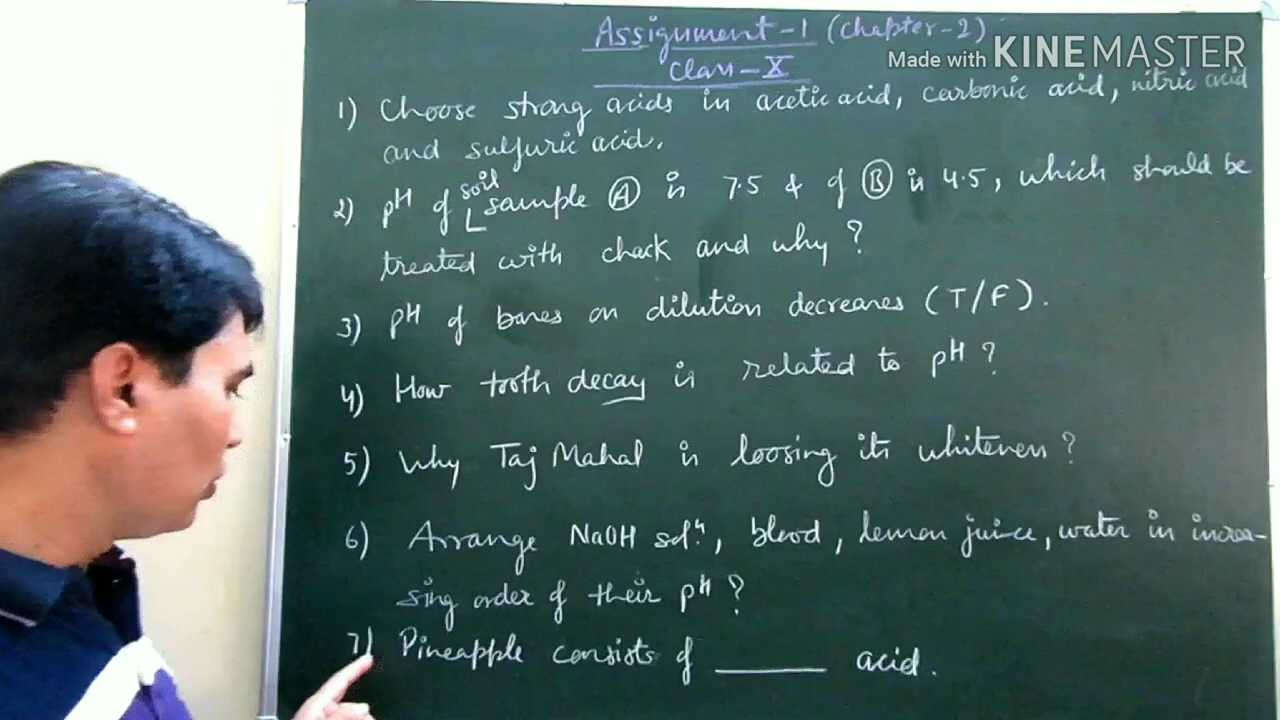 Assignment-1 (Chapter-2)
Made with KINEMASTER
Class-X
1) Choose strong acids in acetic acid, carbonic acid, nitric acid
and sulfuric acid.
2) pH of soil sample (A) is 7.5 & of (B) is 4.5, which should be
treated with chack and why?
3) pH of bases on dilution decreases (T/F).
4) How tooth decay is related to pH?
5) Why Taj Mahal is loosing its whiteness?
6) Arrange NaOH solⁿ, blood, lemon juice, water in increa-
sing order of their pH?
7) Pineapple consists of ______ acid.